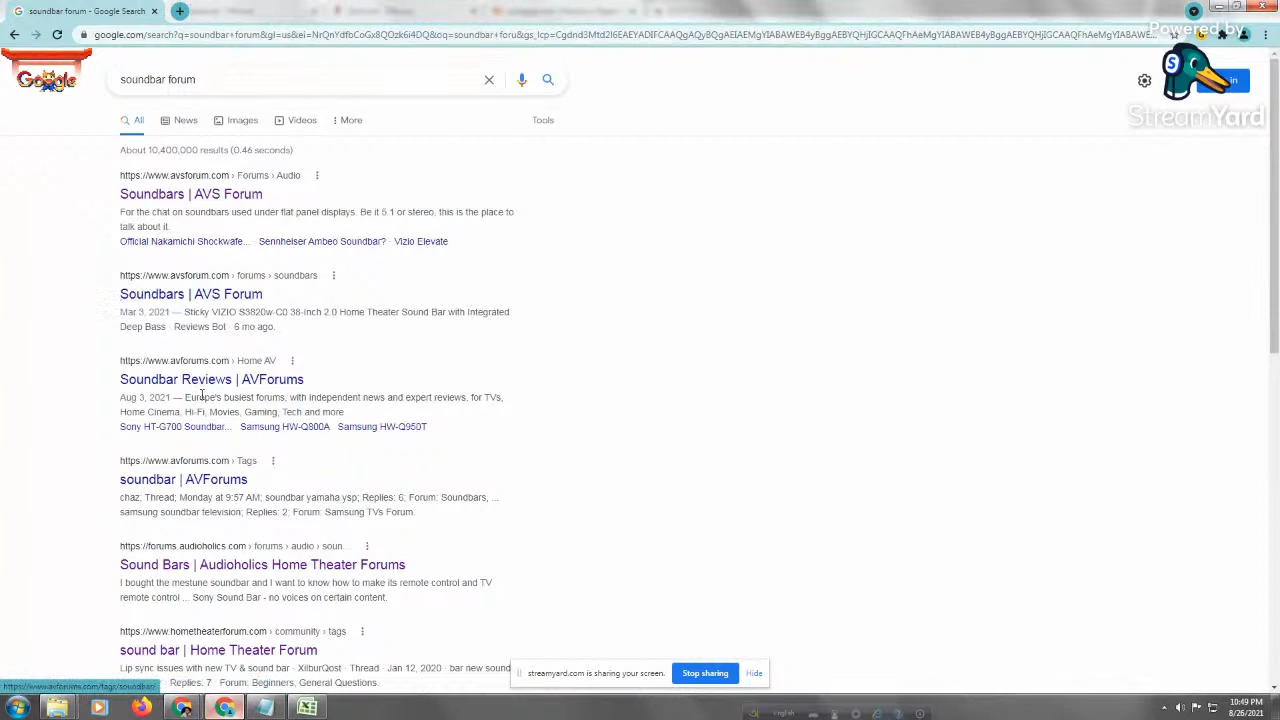 soundbar forum - Google Search
Powered by
google.com/search?q=soundbar+forum&gl=us&ei=
Google
soundbar forum
in
StreamYard
All
News
Images
Videos
More
Tools
About 10,400,000 results (0.46 seconds)
https://www.avsforum.com › Forums › Audio
Soundbars | AVS Forum
For the chat on soundbars used under flat panel displays. Be it 5.1 or stereo, this is the place to
talk about it.
Official Nakamichi Shockwafe... · Sennheiser Ambeo Soundbar? · Vizio Elevate
https://www.avsforum.com › forums › soundbars
Soundbars | AVS Forum
Mar 3, 2021 — Sticky VIZIO S3820w-C0 38-inch 2.0 Home Theater Sound Bar with Integrated
Deep Bass · Reviews Bot · 6 mo ago.
https://www.avforums.com › Home AV
Soundbar Reviews | AVForums
Aug 3, 2021 — Europe's busiest forums, with independent news and expert reviews, for TVs,
Home Cinema, Hi-Fi, Movies, Gaming, Tech and more
Sony HT-G700 Soundbar... · Samsung HW-Q800A · Samsung HW-Q950T
https://www.avforums.com › Tags
soundbar | AVForums
chaz; Thread; Monday at 9:57 AM; soundbar yamaha ysp; Replies: 6; Forum: Soundbars, ...
samsung soundbar television; Replies: 2; Forum: Samsung TVs Forum.
https://forums.audioholics.com › forums › audio › soun...
Sound Bars | Audioholics Home Theater Forums
I bought the mestune soundbar and I want to know how to make its remote control and TV
remote control ... Sony Sound Bar - no voices on certain content.
https://www.hometheaterforum.com › community › tags
sound bar | Home Theater Forum
Lip sync issues with new TV & sound bar · XilburQost · Thread · Jan 12, 2020 · bar new sound
Replies: 7 · Forum: Beginners, General Questions.
streamyard.com is sharing your screen.
Stop sharing
Hide
https://www.avforums.com/tags/soundbar/
English
10:49 PM
8/26/2021